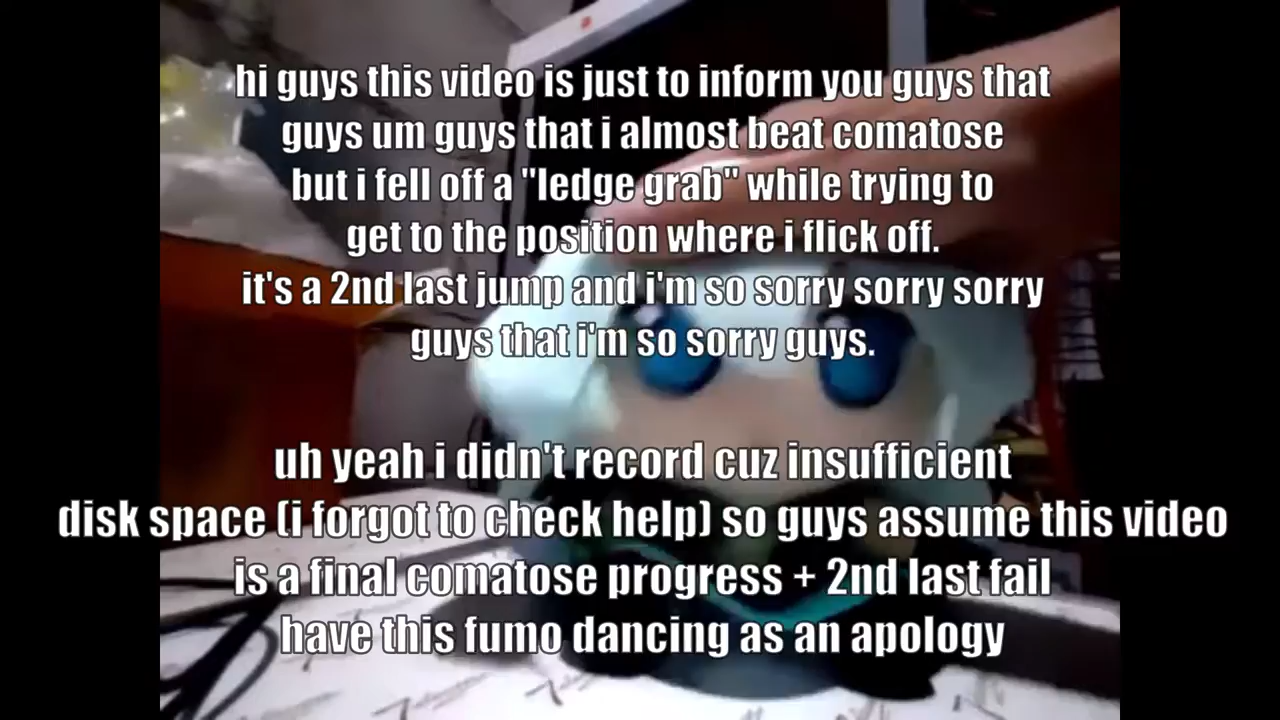 hi guys this video is just to inform you guys that
guys um guys that i almost beat comatose
but i fell off a "ledge grab" while trying to
get to the position where i flick off.
it's a 2nd last jump and i'm so sorry sorry sorry
guys that i'm so sorry guys.
uh yeah i didn't record cuz insufficient
disk space (i forgot to check help) so guys assume this video
is a final comatose progress + 2nd last fail
have this fumo dancing as an apology